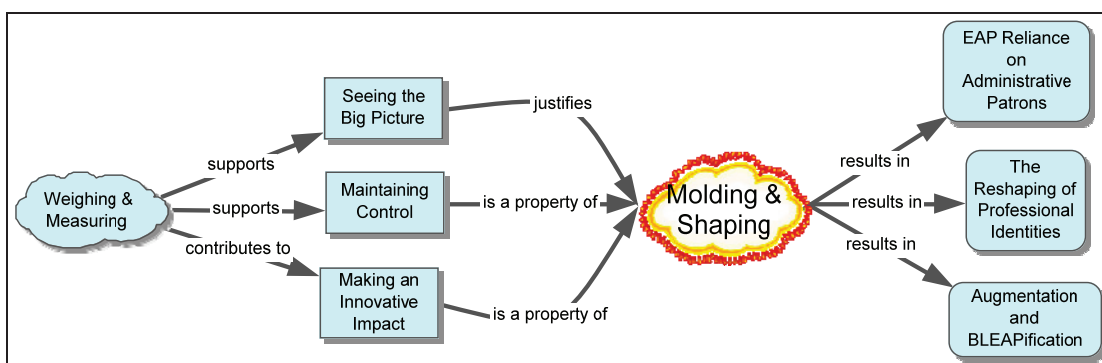 Weighing &
Measuring
supports
supports
contributes to
Seeing the
Big Picture
Maintaining
Control
Making an
Innovative
Impact
justifies
is a property of
is a property of
Molding &
Shaping
results in
results in
results in
EAP Reliance
on
Administrative
Patrons
The
Reshaping of
Professional
Identities
Augmentation
and
BLEAPification